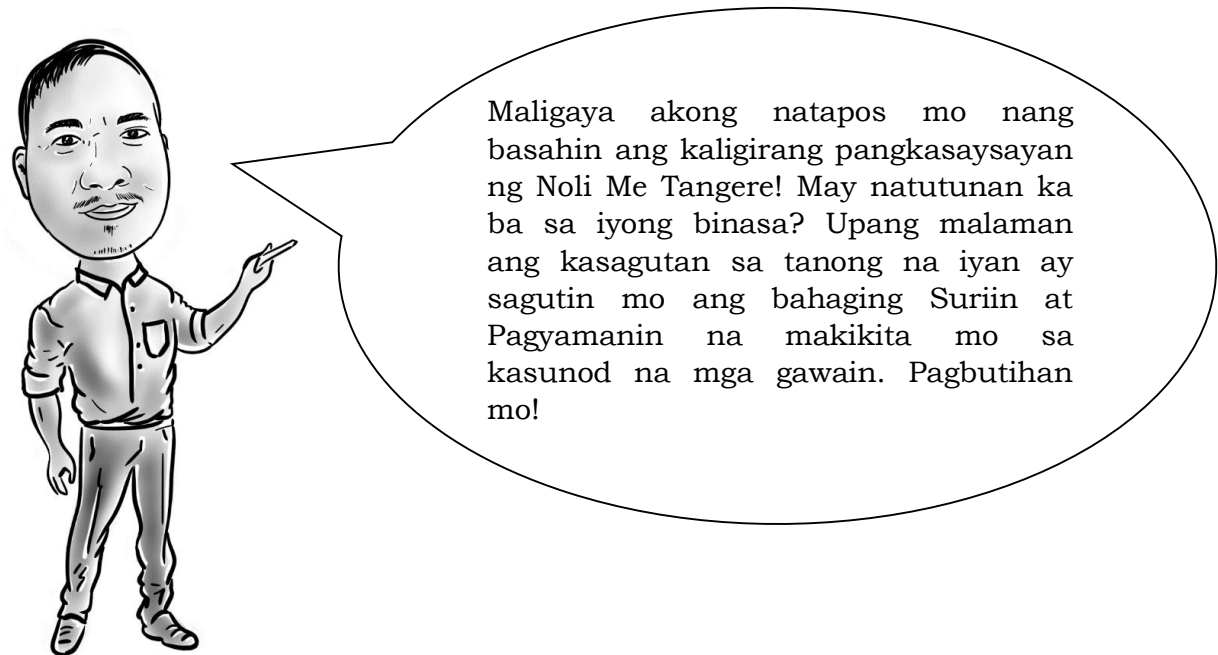 Maligaya akong natapos mo nang
basahin ang kaligirang pangkasaysayan
ng Noli Me Tangere! May natutunan ka
ba sa iyong binasa? Upang malaman
ang kasagutan sa tanong na iyan ay
sagutin mo ang bahaging Suriin at
Pagyamanin na makikita mo sa
kasunod na mga gawain. Pagbutihan
mo!